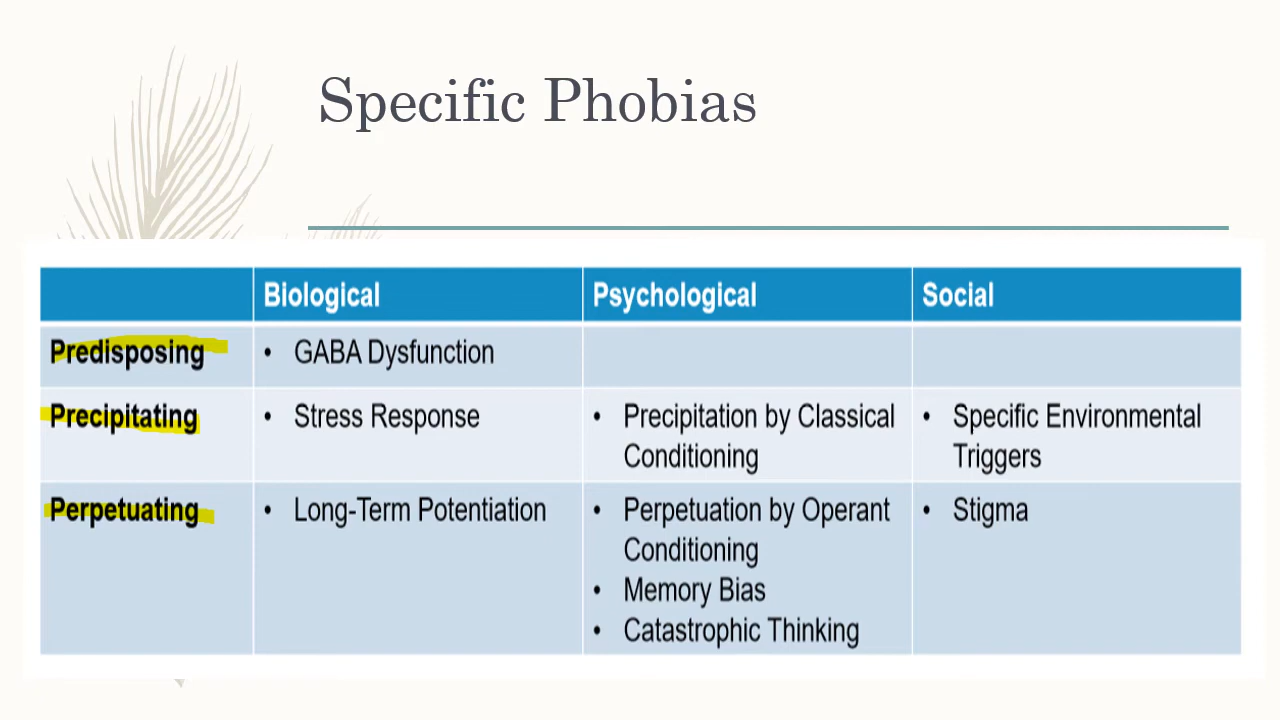 Specific Phobias
Biological Psychological Social
Predisposing • GABA Dysfunction
Precipitating • Stress Response • Precipitation by Classical Conditioning • Specific Environmental Triggers
Perpetuating • Long-Term Potentiation • Perpetuation by Operant Conditioning • Stigma
• Memory Bias
• Catastrophic Thinking